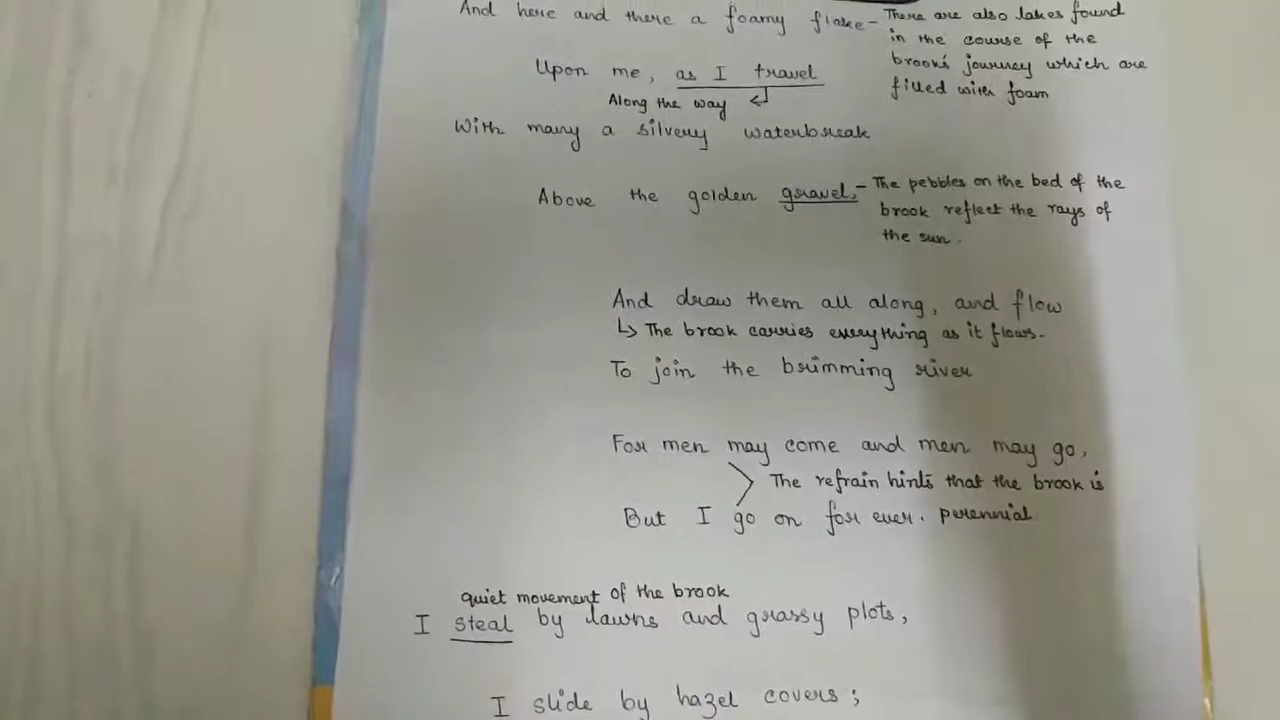 And here and there a foamy flake - There are also lakes found
in the course of the
brook's journey which are
filled with foam
Upon me, as I travel
Along the way
With many a silvery waterbreak
Above the golden gravel, - The pebbles on the bed of the
brook reflect the rays of
the sun.
And draw them all along, and flow
↳ The brook carries everything as it flows.
To join the brimming river
For men may come and men may go,
The refrain hints that the brook is
But I go on for ever. perennial
quiet movement of the brook
I steal by lawns and grassy plots,
I slide by hazel covers;